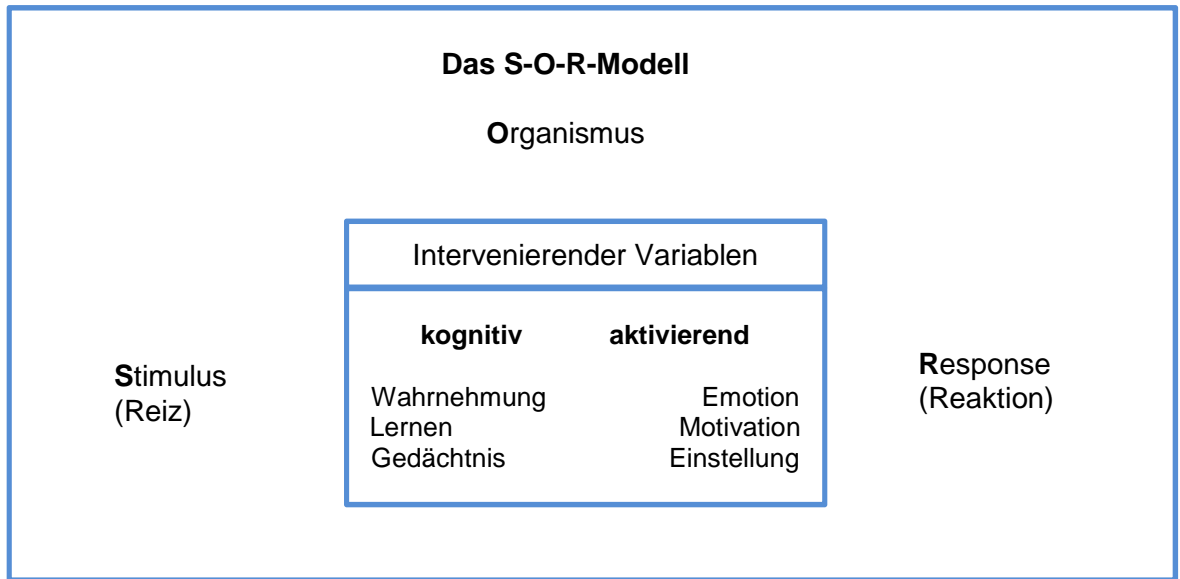 Das S-O-R-Modell
Organismus
Intervenierender Variablen
kognitiv aktivierend
Stimulus
(Reiz)
Wahrnehmung Emotion
Lernen Motivation
Gedächtnis Einstellung
Response
(Reaktion)